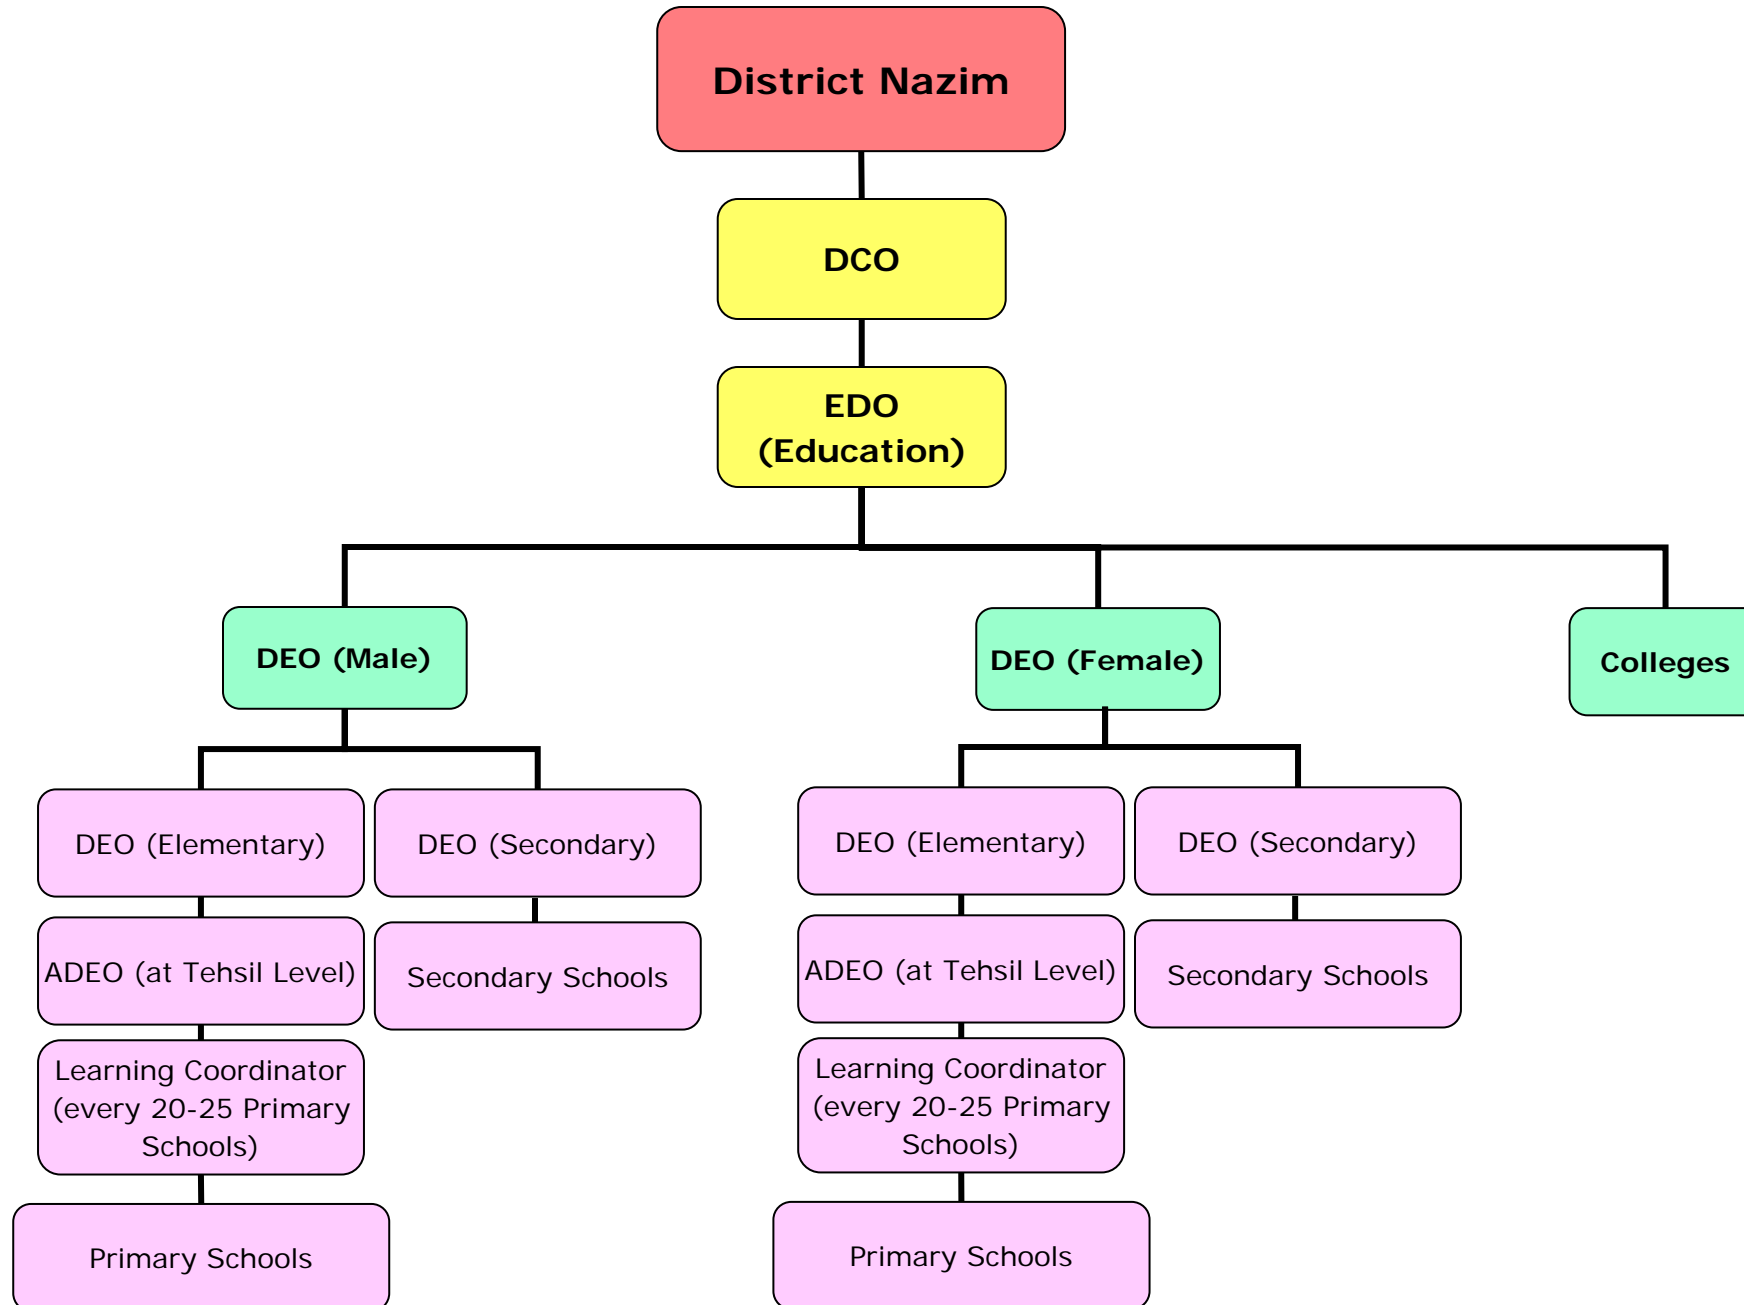 District Nazim
DCO
EDO
(Education)
DEO (Male)
DEO (Female)
Colleges
DEO (Elementary)
DEO (Secondary)
DEO (Elementary)
DEO (Secondary)
ADEO (at Tehsil Level)
Secondary Schools
ADEO (at Tehsil Level)
Secondary Schools
Learning Coordinator
(every 20-25 Primary
Schools)
Learning Coordinator
(every 20-25 Primary
Schools)
Primary Schools
Primary Schools